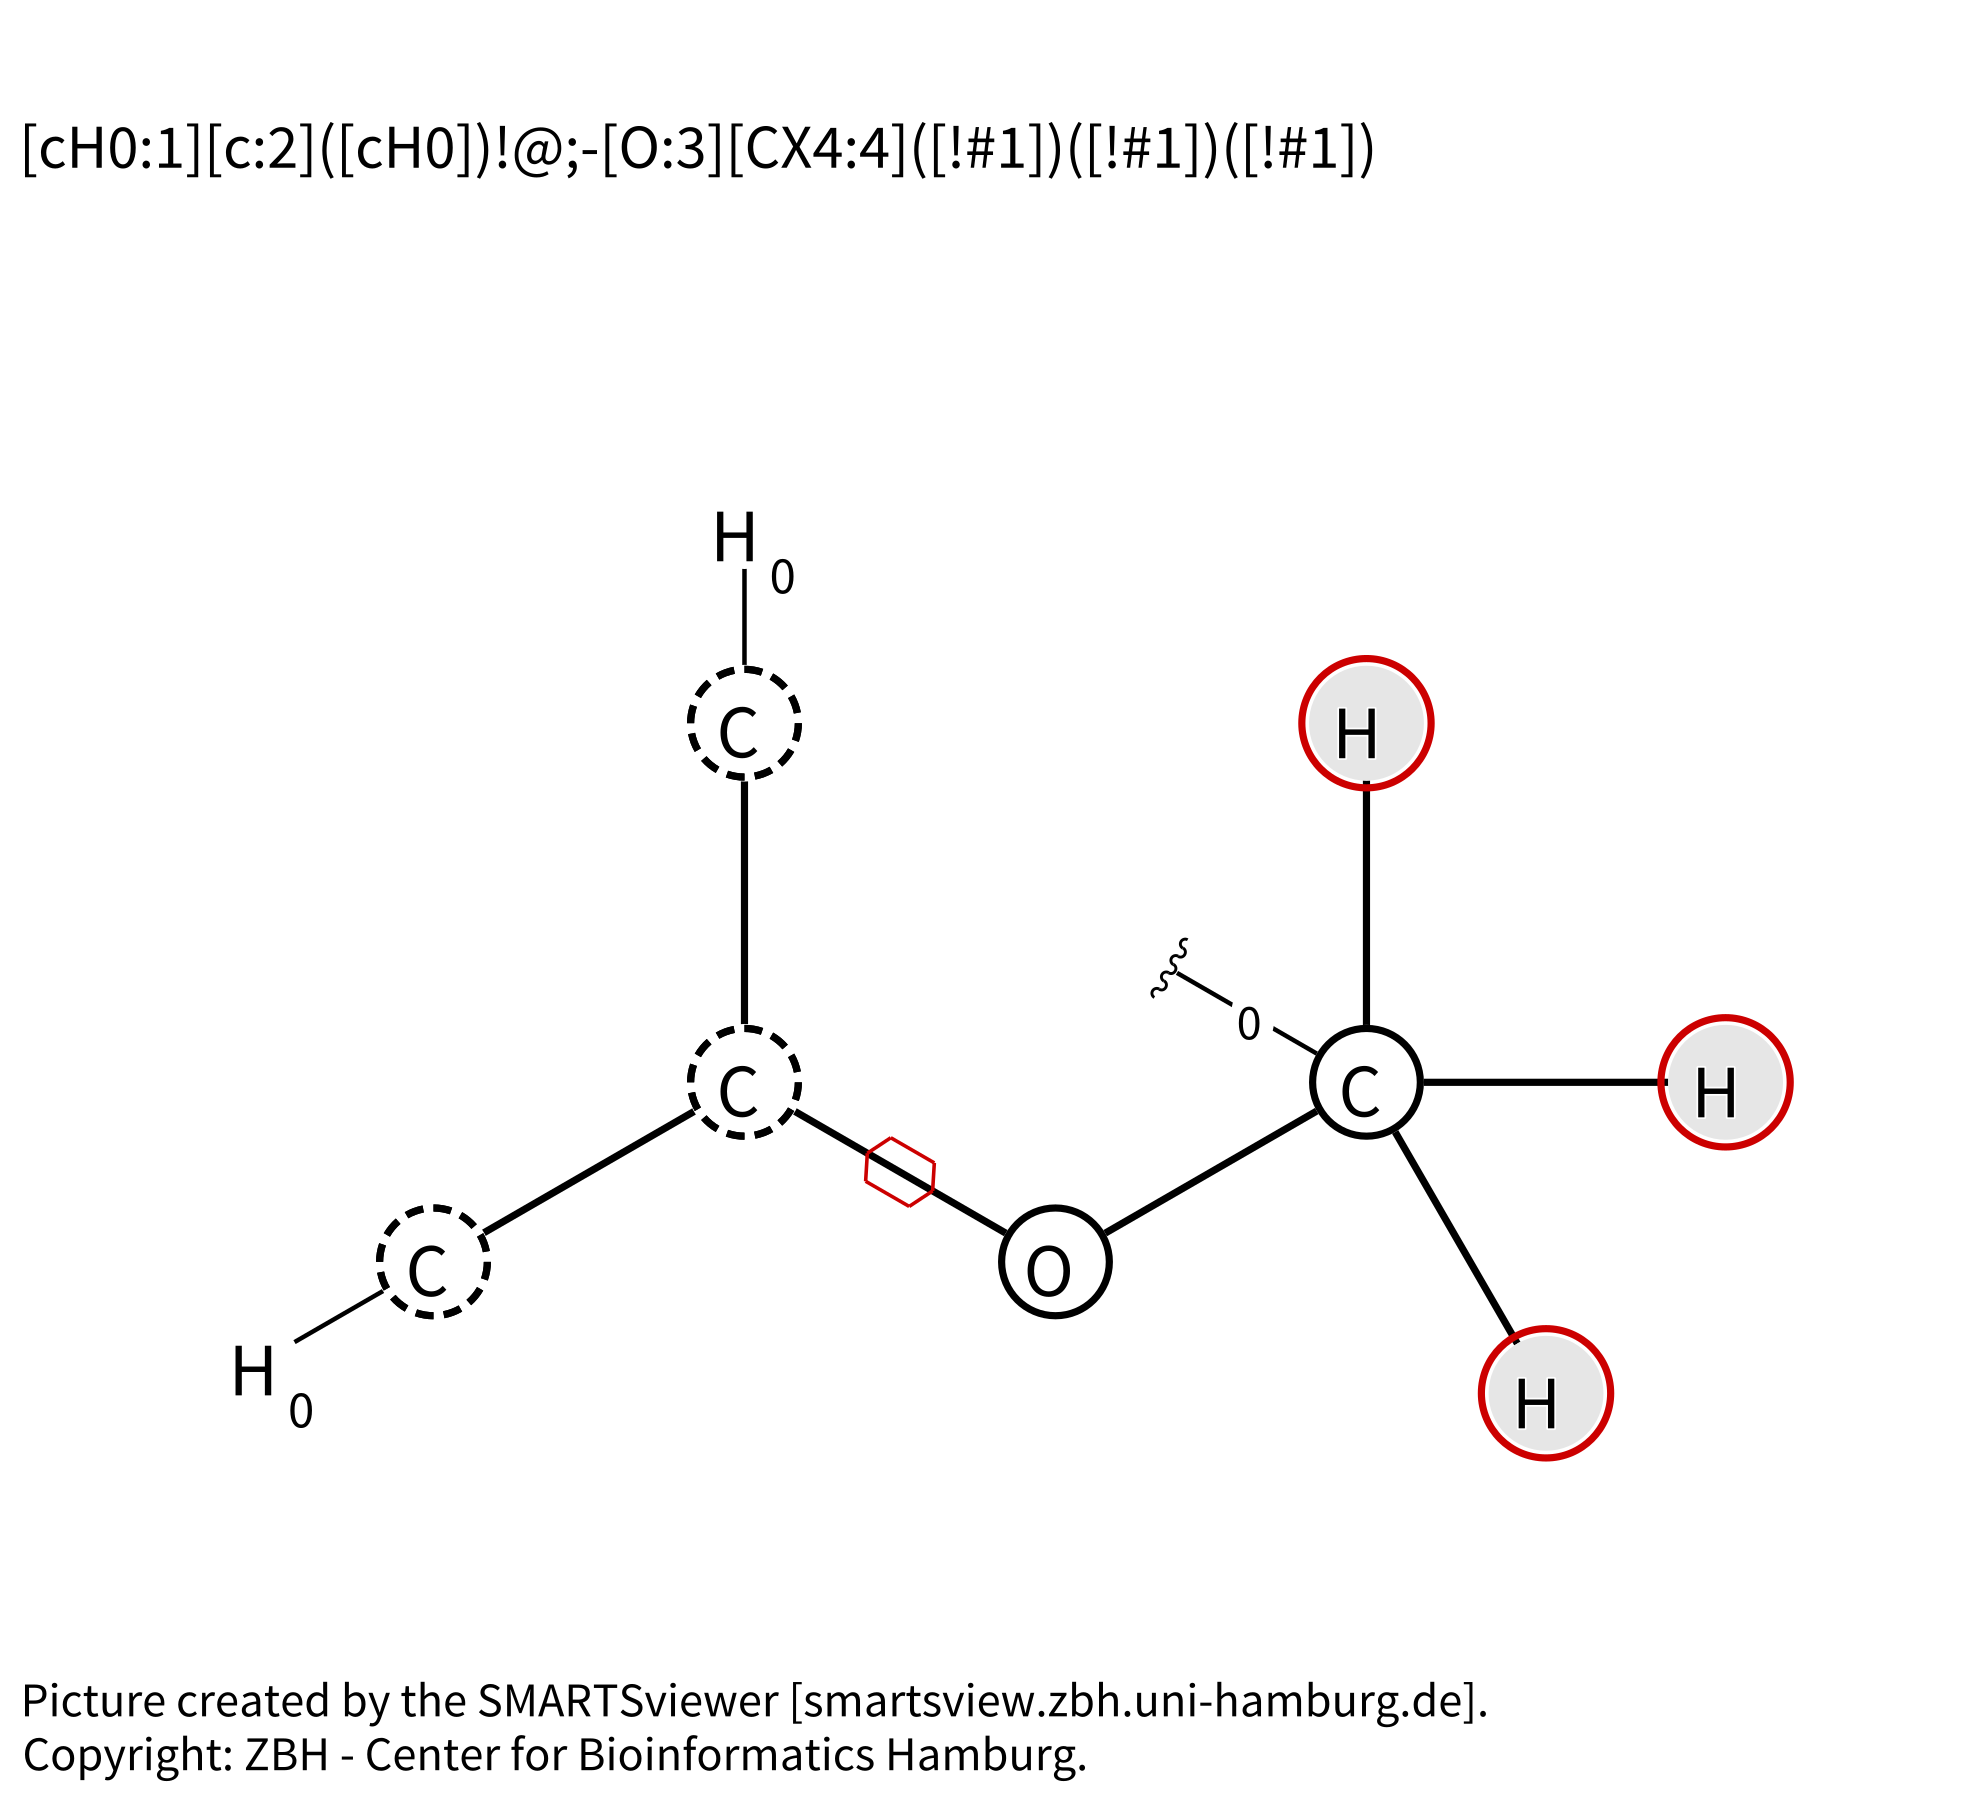 [cH0:1][c:2]([cH0])!@;-[O:3][CX4:4]([!#1])([!#1])([!#1])
H
0
C
H
0
C
C
H
C
O
H
H
0
Picture created by the SMARTSviewer [smartsview.zbh.uni-hamburg.de].
Copyright: ZBH - Center for Bioinformatics Hamburg.